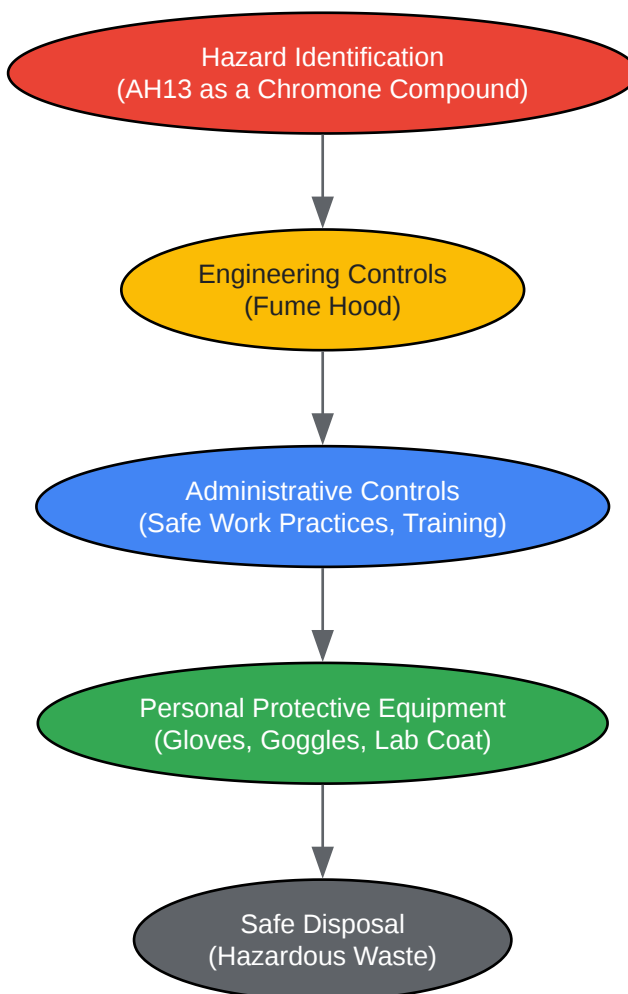 Hazard Identification
(AH13 as a Chromone Compound)
Engineering Controls
(Fume Hood)
Administrative Controls
(Safe Work Practices, Training)
Personal Protective Equipment
(Gloves, Goggles, Lab Coat)
Safe Disposal
(Hazardous Waste)